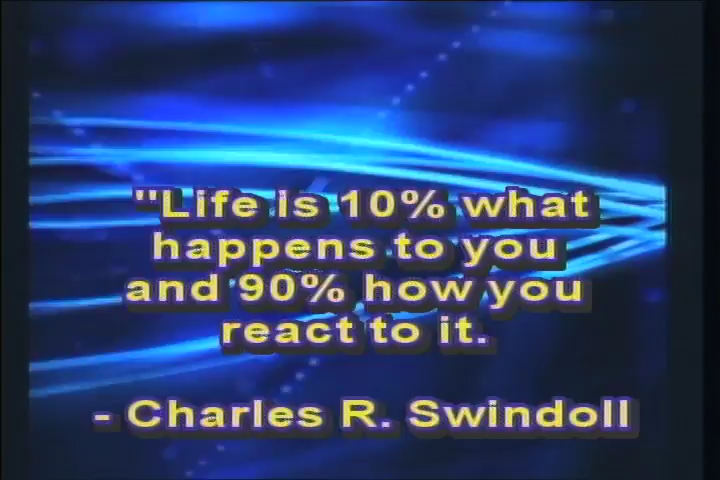 "Life is 10% what
happens to you
and 90% how you
react to it.
- Charles R. Swindoll